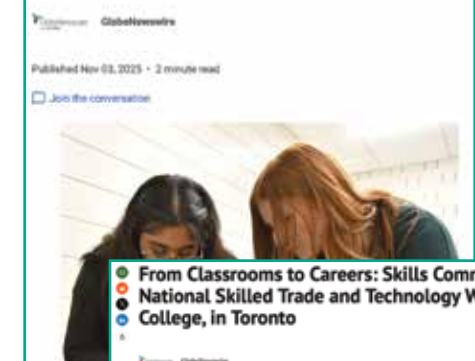 GlobeNewswire
Published Nov 03, 2025 • 2 minute read
Join the conversation
From Classrooms to Careers: Skills Comm
National Skilled Trade and Technology W
College, in Toronto